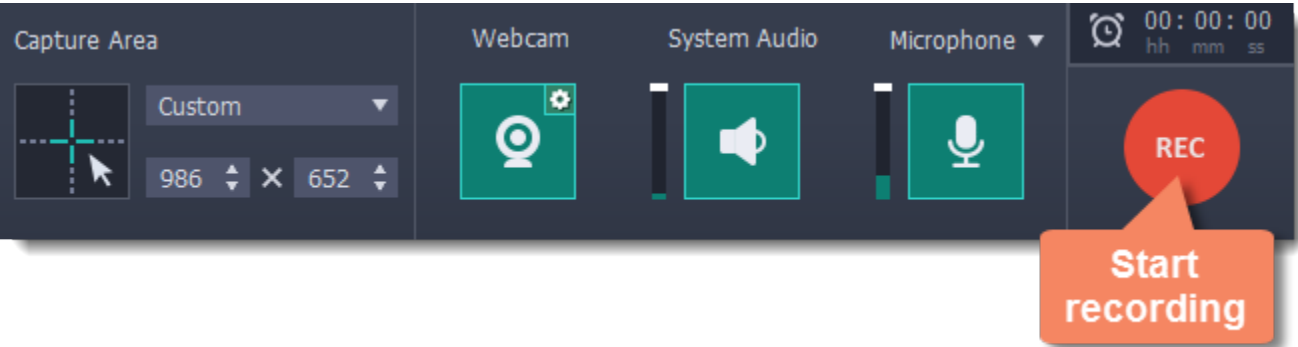 Capture Area
Custom
986 × 652
Webcam
System Audio
Microphone
00: 00: 00
hh mm ss
REC
Start
recording